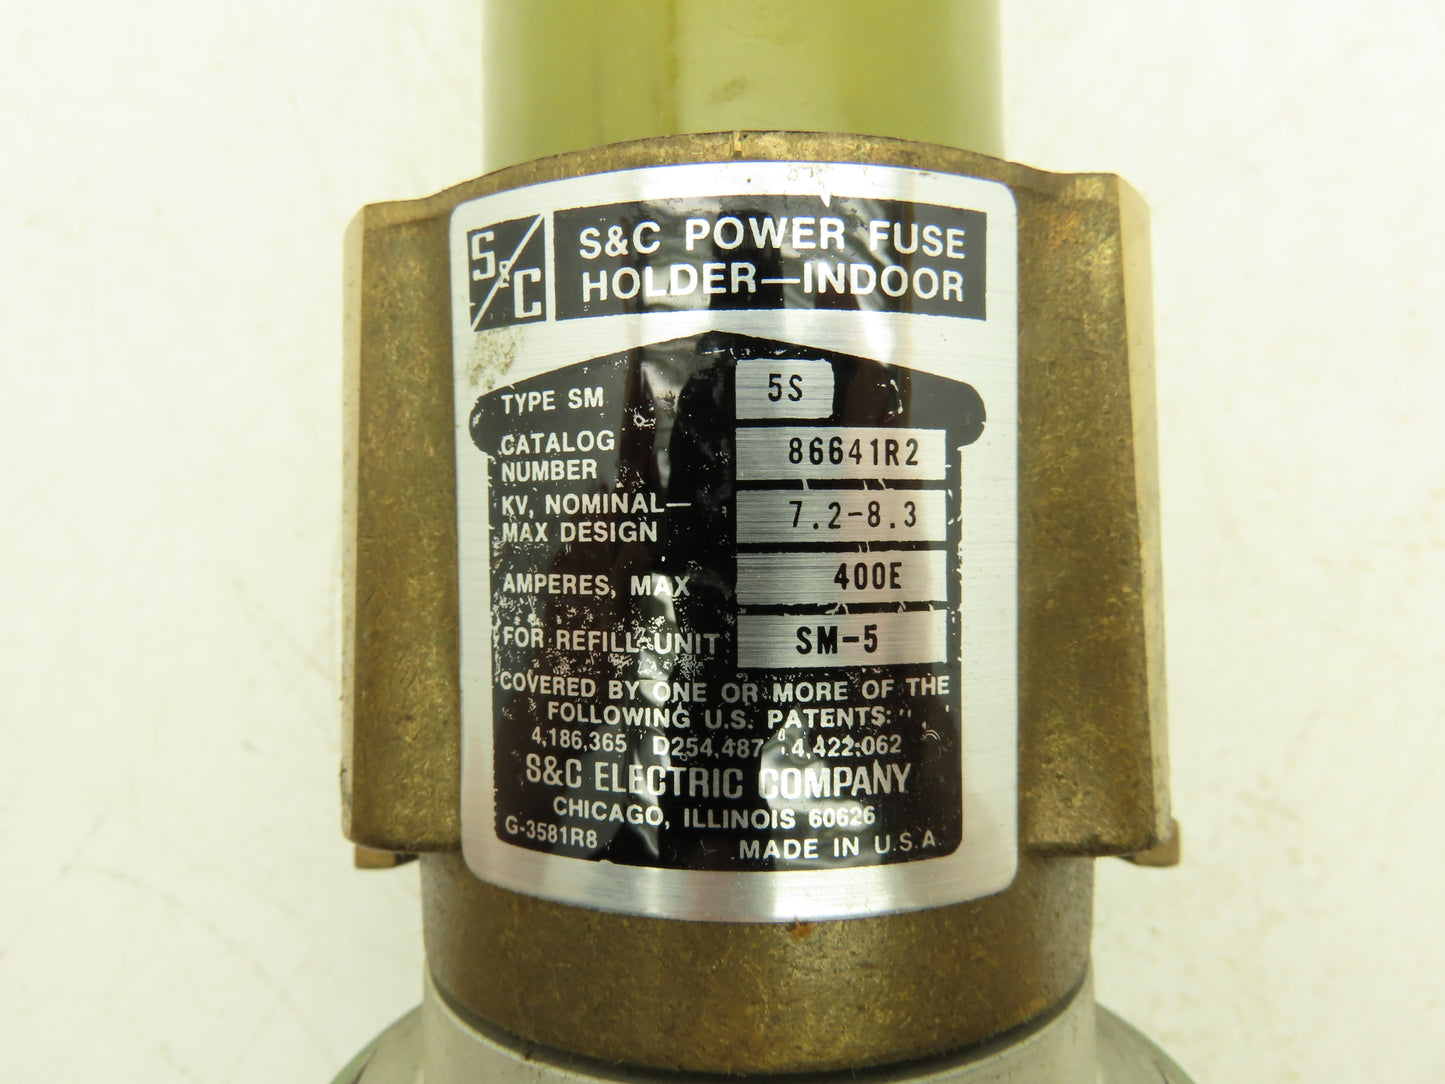 S&C
S&C POWER FUSE
HOLDER—INDOOR
TYPE SM 5S
CATALOG
NUMBER 86641R2
KV, NOMINAL—
MAX DESIGN 7.2-8.3
AMPERES, MAX 400E
FOR REFILL UNIT SM-5
COVERED BY ONE OR MORE OF THE
FOLLOWING U.S. PATENTS:
4,186,365 D254,487 4,422,062
S&C ELECTRIC COMPANY
CHICAGO, ILLINOIS 60626
G-3581R8 MADE IN U.S.A.